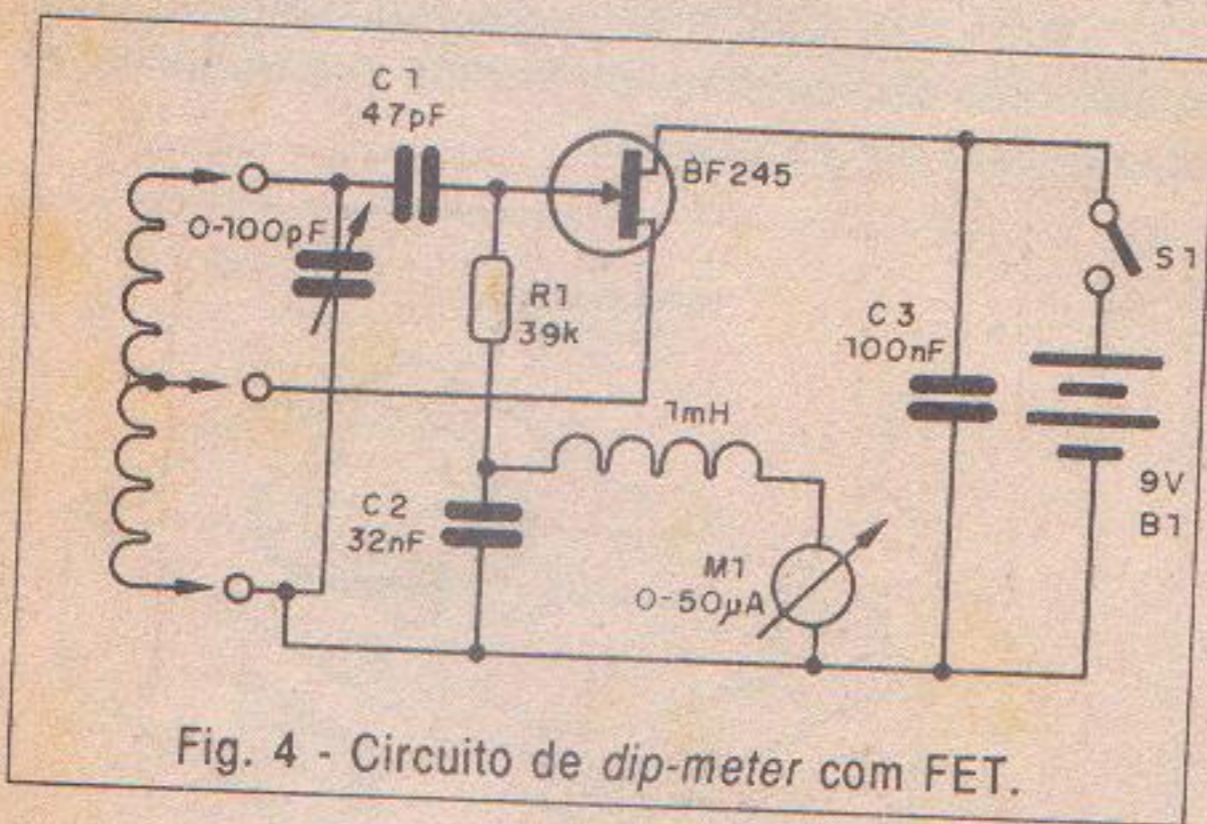 C1
47pF
BF245
0-100pF
R1
39k
S1
C3
100nF
1mH
C2
32nF
9V
B1
M1
0-50µA
Fig. 4 - Circuito de dip-meter com FET.